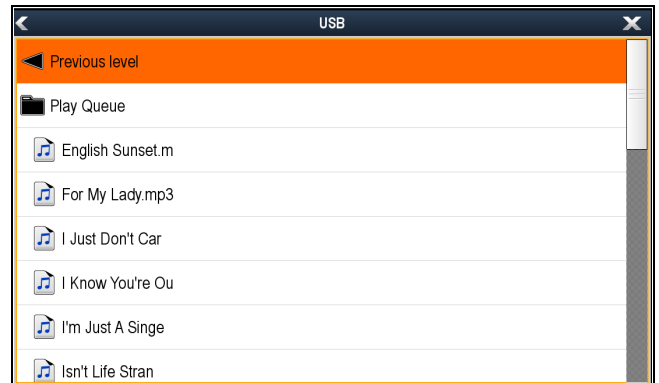 USB
Previous level
Play Queue
English Sunset.m
For My Lady.mp3
I Just Don't Car
I Know You're Ou
I'm Just A Singe
Isn't Life Stran